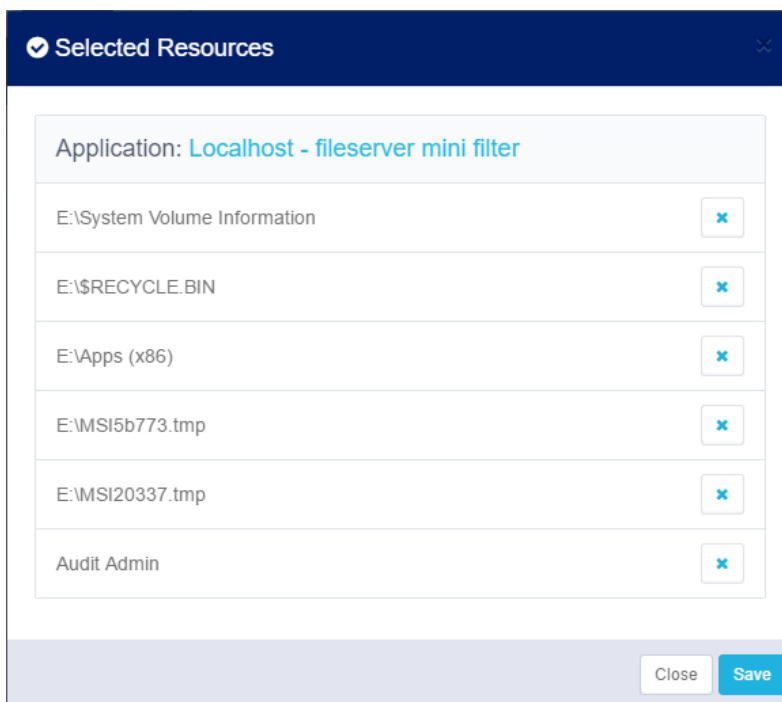 Selected Resources
Application: Localhost - fileserver mini filter
E:\System Volume Information
E:\$RECYCLE.BIN
E:\Apps (x86)
E:\MSI5b773.tmp
E:\MSI20337.tmp
Audit Admin
Close Save